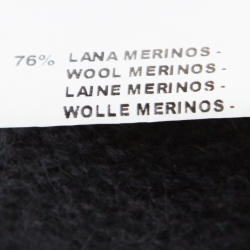 76% LANA MERINOS -
WOOL MERINOS -
LAINE MERINOS -
WOLLE MERINOS -